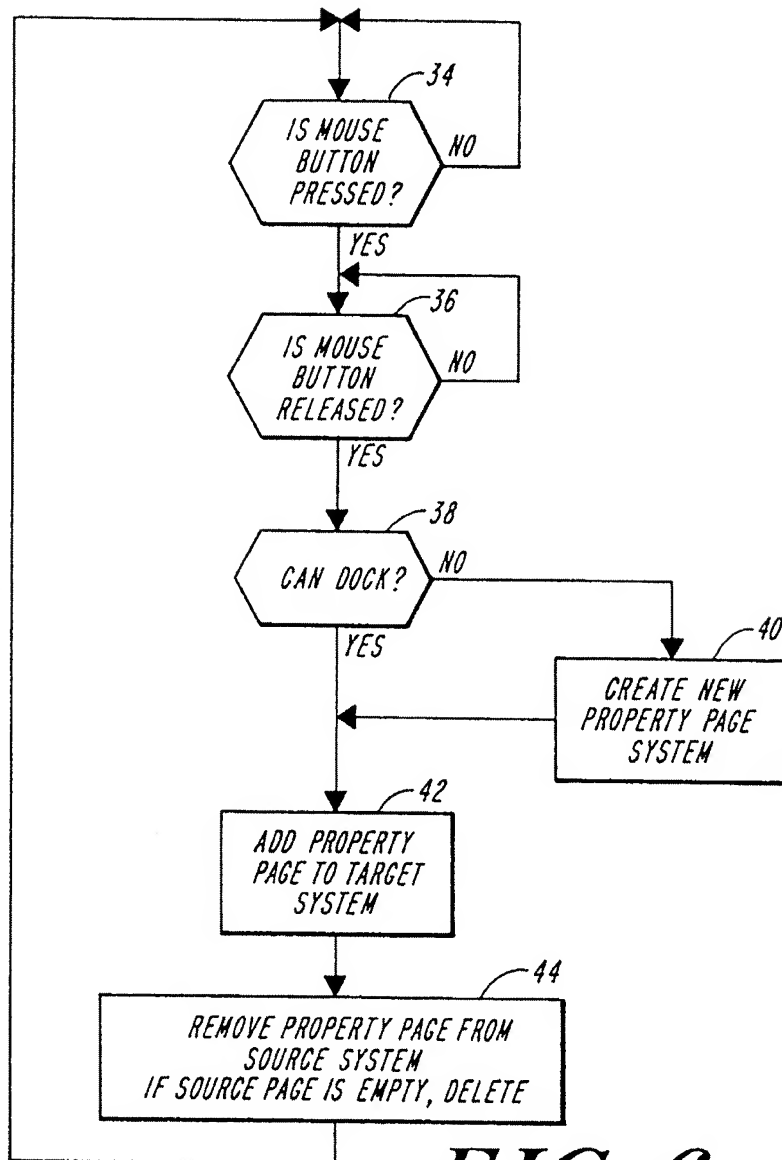 34
IS MOUSE
BUTTON
PRESSED?
NO
YES
36
IS MOUSE
BUTTON
RELEASED?
NO
YES
38
CAN DOCK?
NO
YES
40
CREATE NEW
PROPERTY PAGE
SYSTEM
42
ADD PROPERTY
PAGE TO TARGET
SYSTEM
44
REMOVE PROPERTY PAGE FROM
SOURCE SYSTEM
IF SOURCE PAGE IS EMPTY, DELETE
FIG.